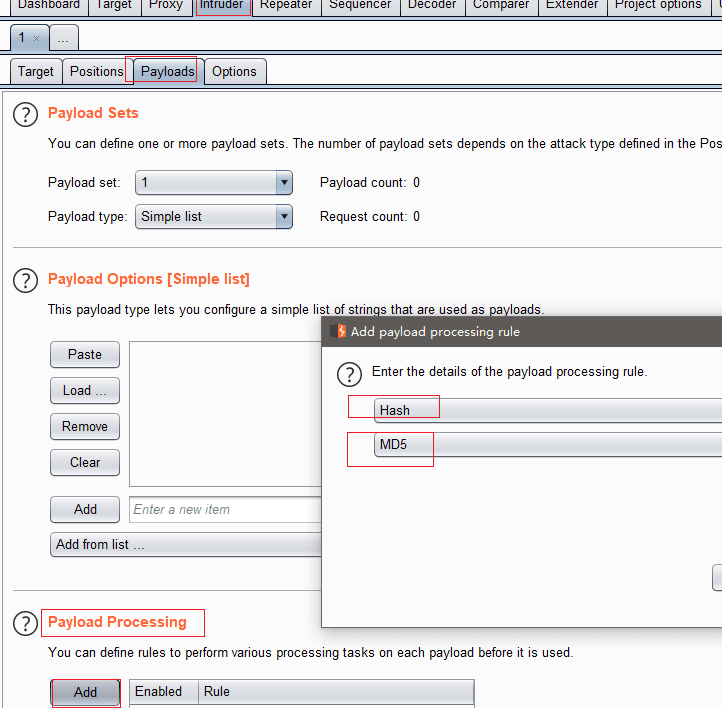 Dashboard Target Proxy Intruder Repeater Sequencer Decoder Comparer Extender Project options
1 × ...
Target Positions Payloads Options
? Payload Sets
You can define one or more payload sets. The number of payload sets depends on the attack type defined in the Pos
Payload set: 1 Payload count: 0
Payload type: Simple list Request count: 0
? Payload Options [Simple list]
This payload type lets you configure a simple list of strings that are used as payloads.
Paste
Load ...
Remove
Clear
Add Enter a new item
Add from list ...
Add payload processing rule
? Enter the details of the payload processing rule.
Hash
MD5
? Payload Processing
You can define rules to perform various processing tasks on each payload before it is used.
Add Enabled Rule